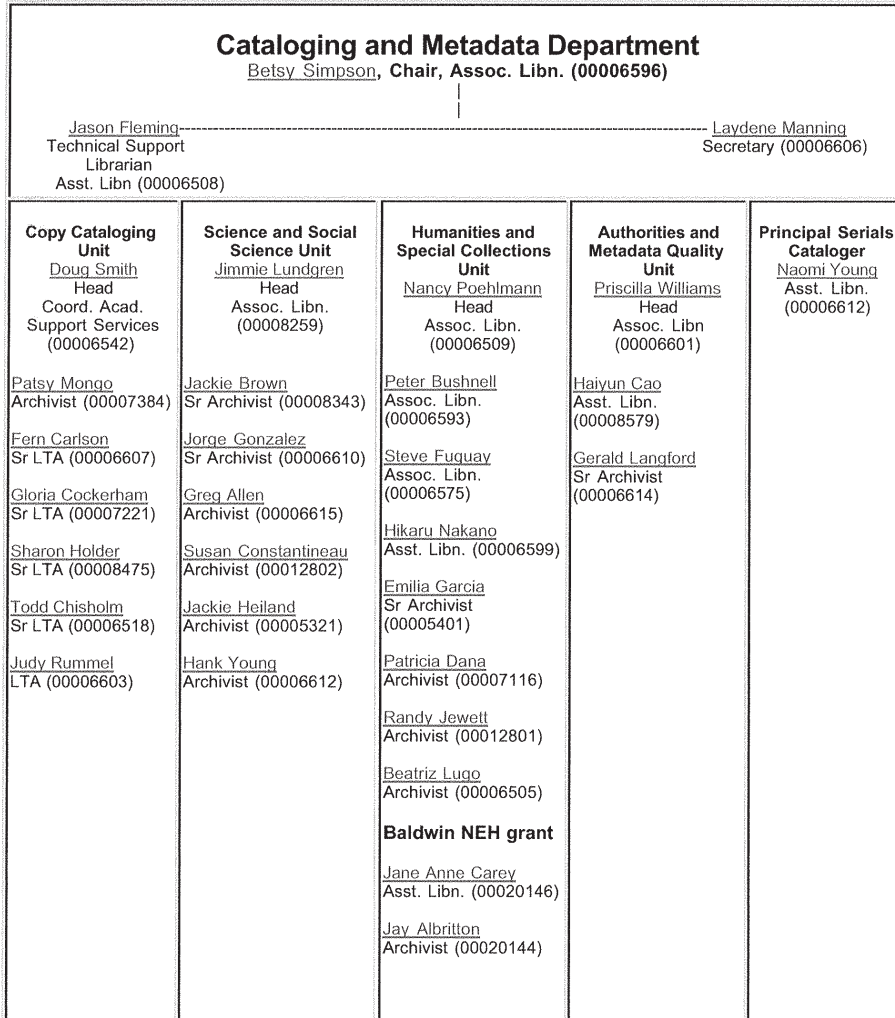 Cataloging and Metadata Department
Betsy Simpson, Chair, Assoc. Libn. (00006596)
Jason Fleming
Technical Support
Librarian
Asst. Libn (00006508)
Laydene Manning
Secretary (00006606)
Copy Cataloging
Unit
Doug Smith
Head
Coord. Acad.
Support Services
(00006542)
Patsy Mongo
Archivist (00007384)
Fern Carlson
Sr LTA (00006607)
Gloria Cockerham
Sr LTA (00007221)
Sharon Holder
Sr LTA (00008475)
Todd Chisholm
Sr LTA (00006518)
Judy Rummel
LTA (00006603)
Science and Social
Science Unit
Jimmie Lundgren
Head
Assoc. Libn.
(00008259)
Jackie Brown
Sr Archivist (00008343)
Jorge Gonzalez
Sr Archivist (00006610)
Greg Allen
Archivist (00006615)
Susan Constantineau
Archivist (00012802)
Jackie Heiland
Archivist (00005321)
Hank Young
Archivist (00006612)
Humanities and
Special Collections
Unit
Nancy Poehlmann
Head
Assoc. Libn.
(00006509)
Peter Bushnell
Assoc. Libn.
(00006593)
Steve Fuquay
Assoc. Libn.
(00006575)
Hikaru Nakano
Asst. Libn. (00006599)
Emilia Garcia
Sr Archivist
(00005401)
Patricia Dana
Archivist (00007116)
Randy Jewett
Archivist (00012801)
Beatriz Lugo
Archivist (00006505)
Baldwin NEH grant
Jane Anne Carey
Asst. Libn. (00020146)
Jay Albritton
Archivist (00020144)
Authorities and
Metadata Quality
Unit
Priscilla Williams
Head
Assoc. Libn
(00006601)
Haiyun Cao
Asst. Libn.
(00008579)
Gerald Langford
Sr Archivist
(00006614)
Principal Serials
Cataloger
Naomi Young
Asst. Libn.
(00006612)